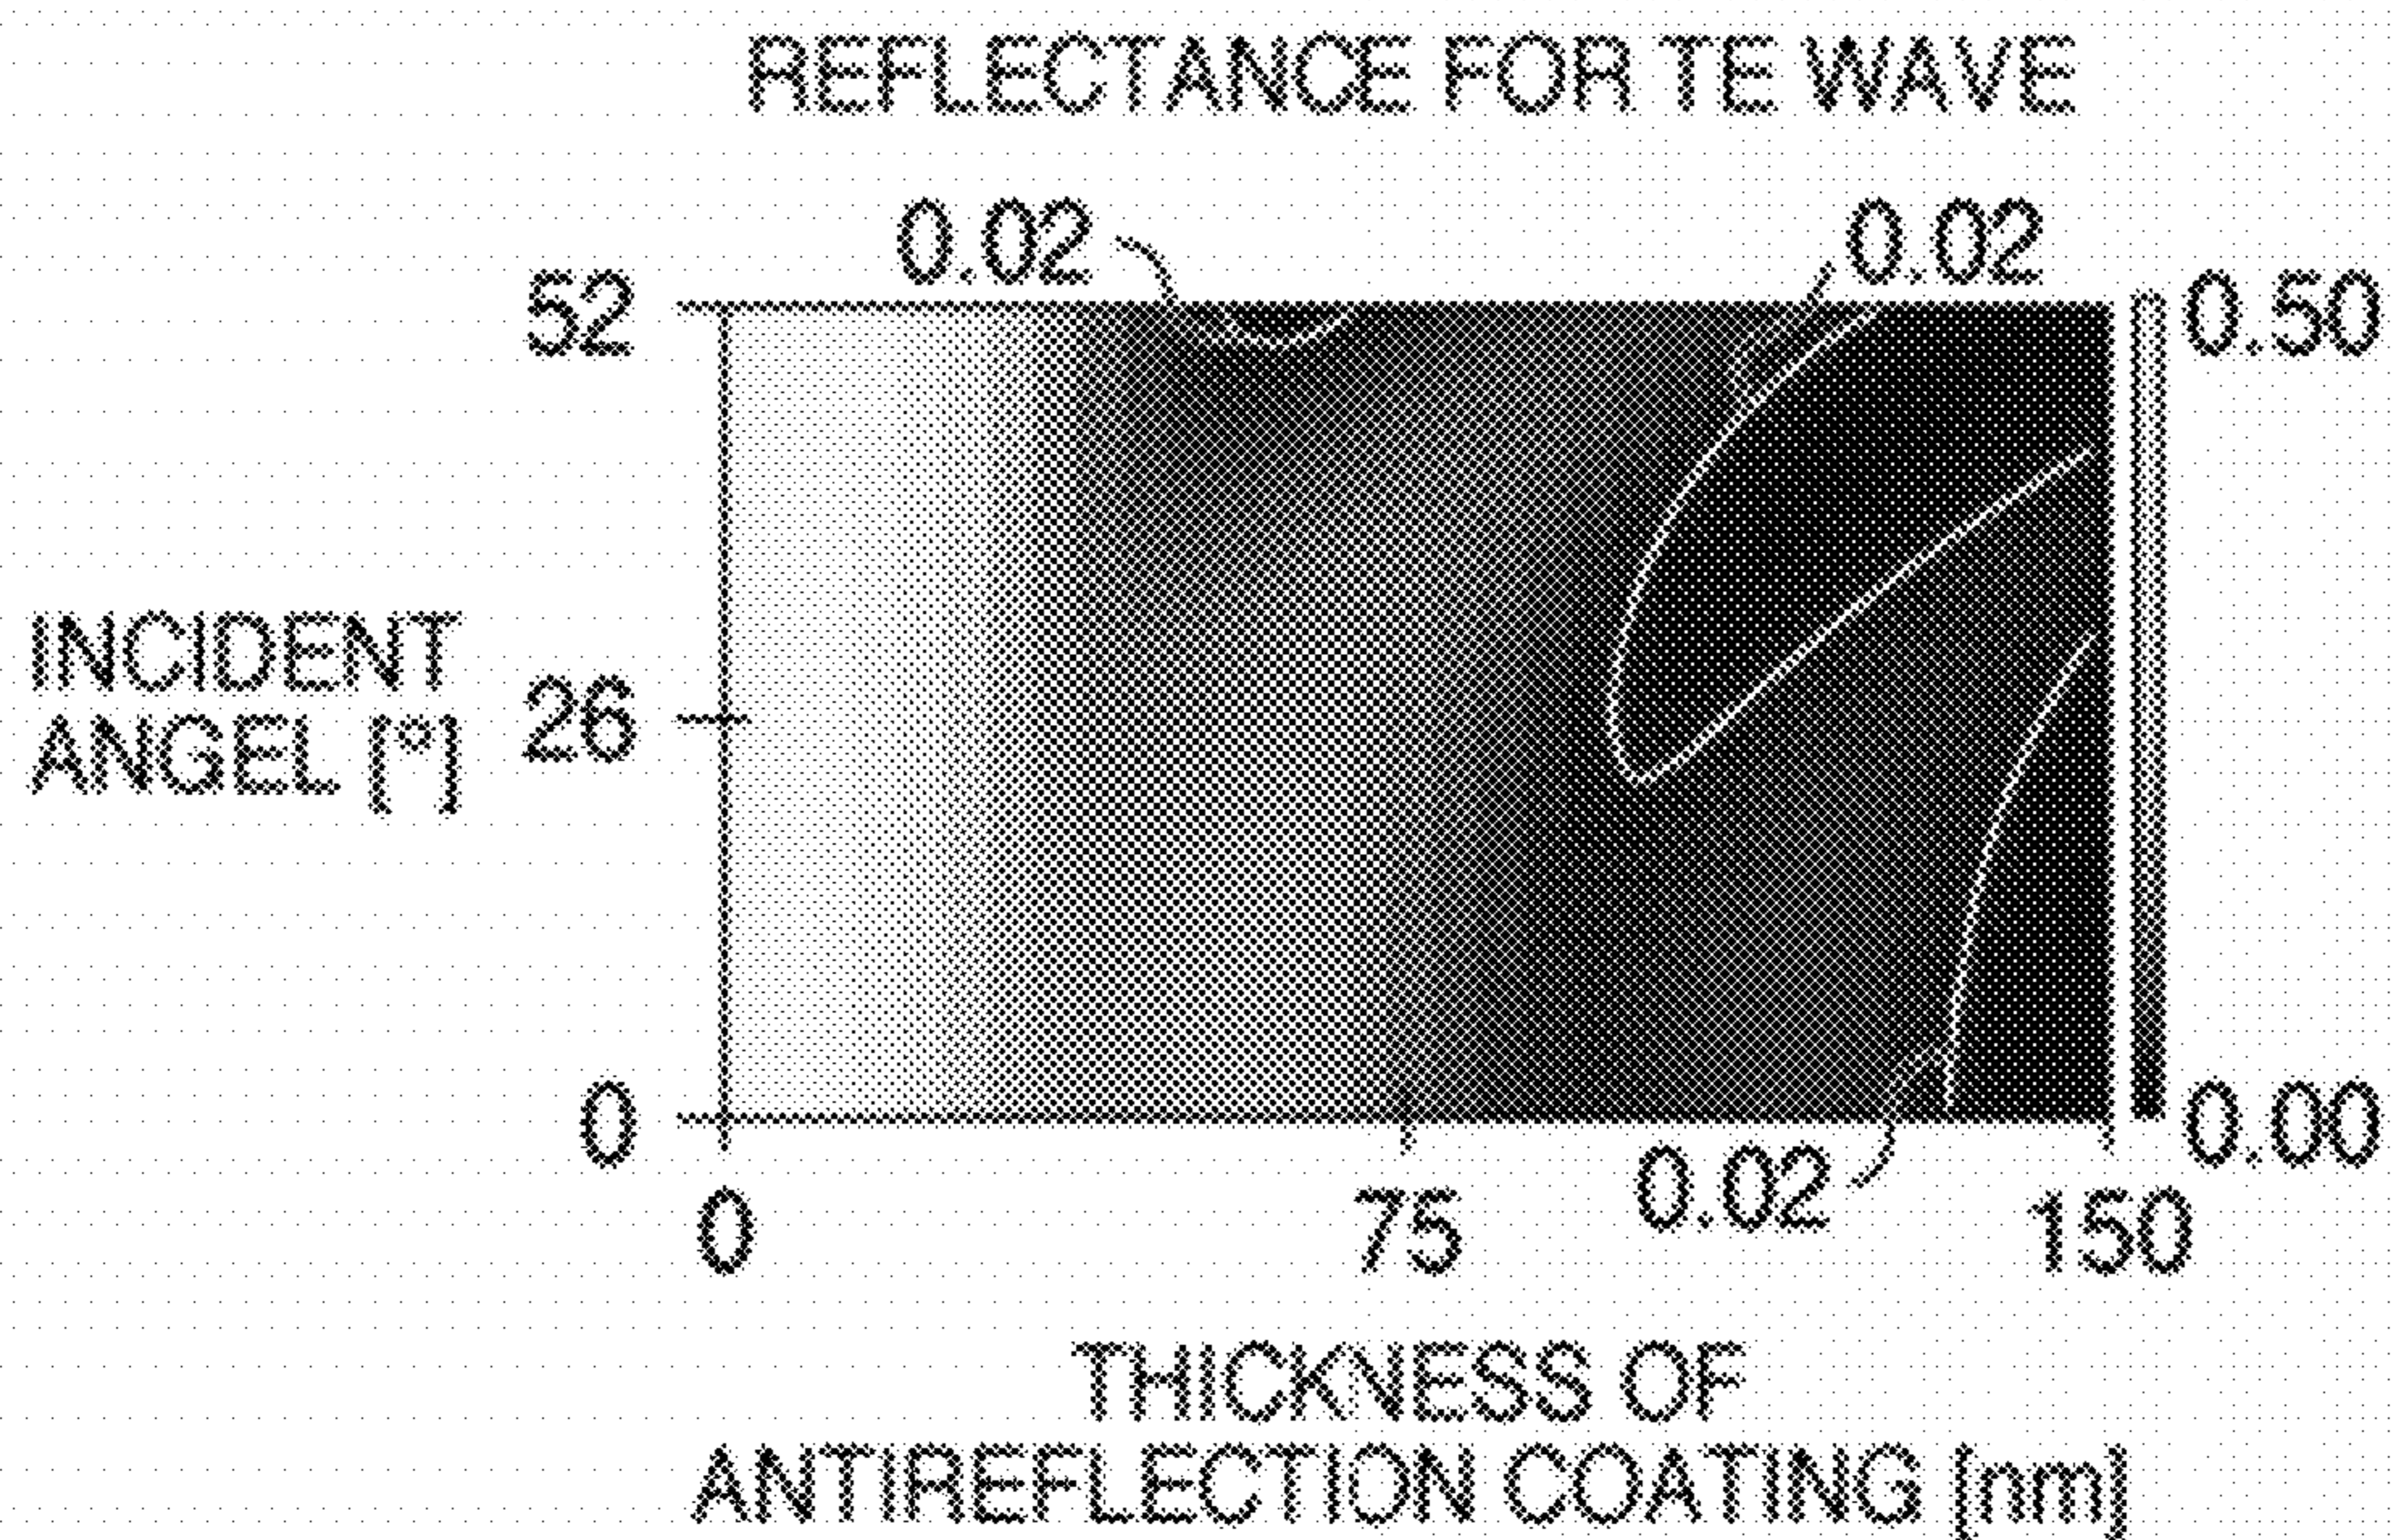 REFLECTANCE FOR TE WAVE
0.02
0.02
52
0.50
INCIDENT
ANGEL [°]
26
0
0.00
0.02
0
75
150
THICKNESS OF
ANTIREFLECTION COATING [nm]